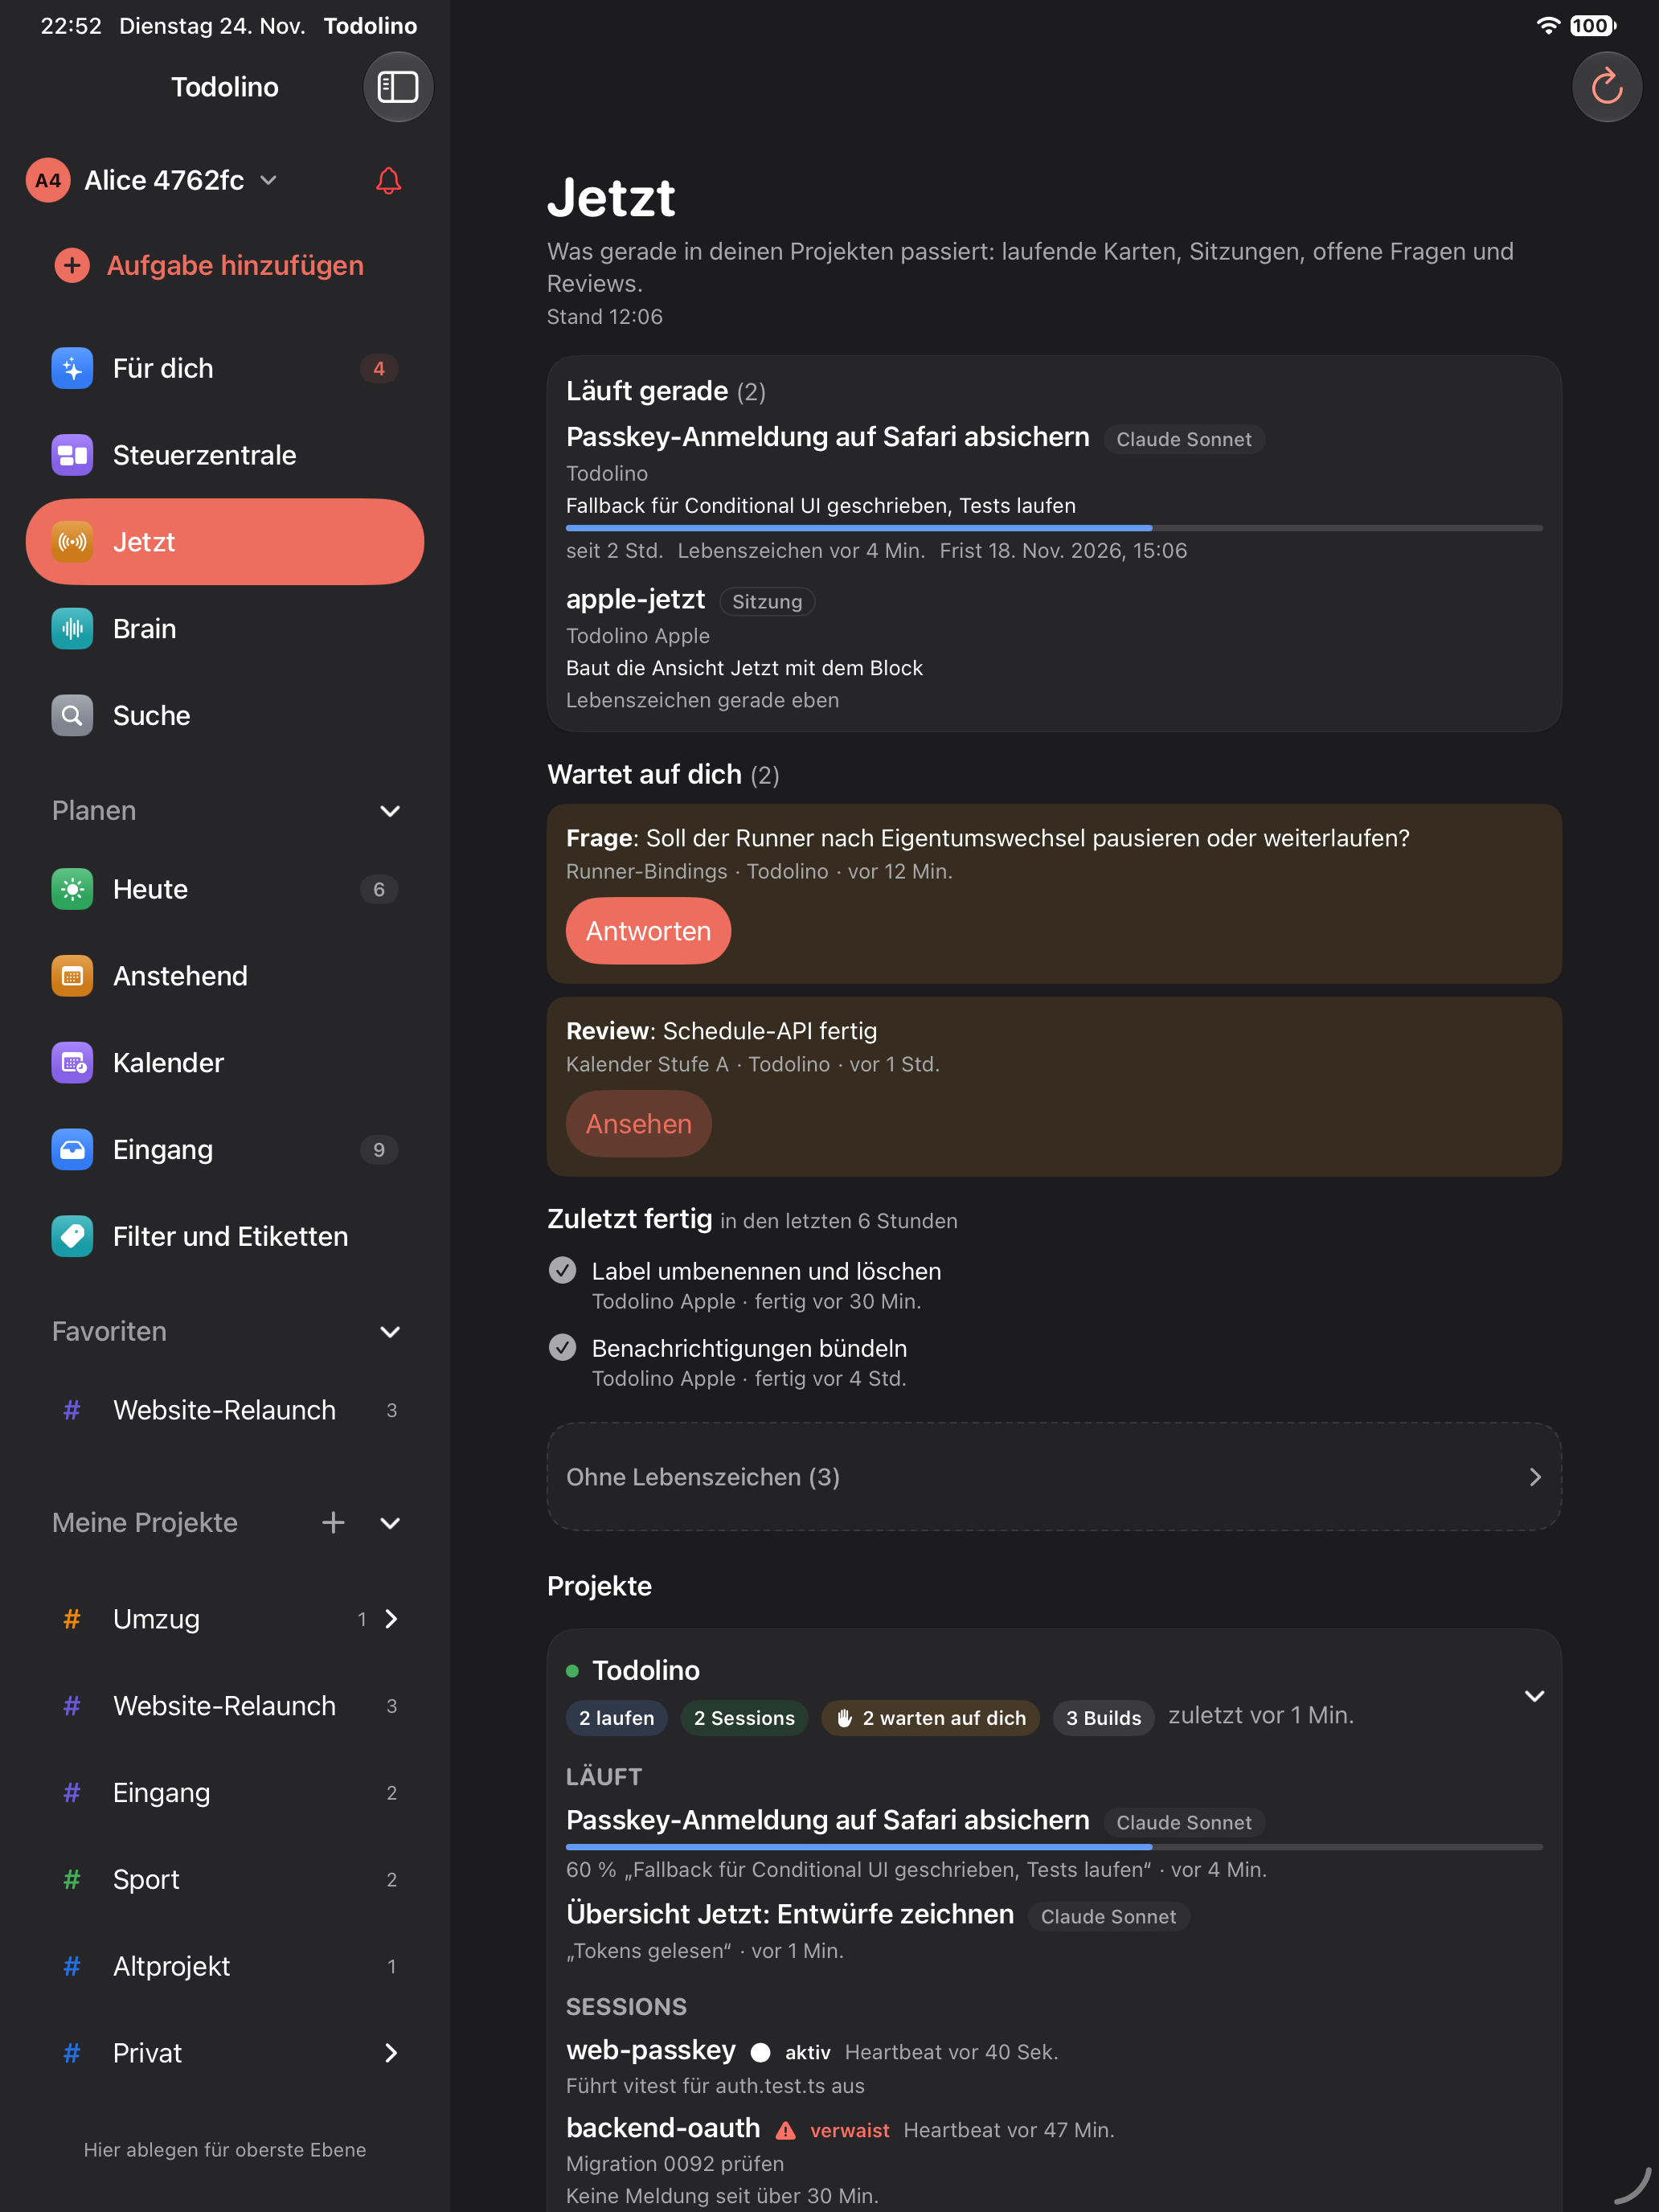 22:52 Dienstag 24. Nov. Todolino
100
Todolino
A4 Alice 4762fc
Aufgabe hinzufügen
Für dich 4
Steuerzentrale
Jetzt
Brain
Suche
Planen
Heute 6
Anstehend
Kalender
Eingang 9
Filter und Etiketten
Favoriten
# Website-Relaunch 3
Meine Projekte
# Umzug 1
# Website-Relaunch 3
# Eingang 2
# Sport 2
# Altprojekt 1
# Privat
Hier ablegen für oberste Ebene
Jetzt
Was gerade in deinen Projekten passiert: laufende Karten, Sitzungen, offene Fragen und
Reviews.
Stand 12:06
Läuft gerade (2)
Passkey-Anmeldung auf Safari absichern Claude Sonnet
Todolino
Fallback für Conditional UI geschrieben, Tests laufen
seit 2 Std. Lebenszeichen vor 4 Min. Frist 18. Nov. 2026, 15:06
apple-jetzt Sitzung
Todolino Apple
Baut die Ansicht Jetzt mit dem Block
Lebenszeichen gerade eben
Wartet auf dich (2)
Frage: Soll der Runner nach Eigentumswechsel pausieren oder weiterlaufen?
Runner-Bindings · Todolino · vor 12 Min.
Antworten
Review: Schedule-API fertig
Kalender Stufe A · Todolino · vor 1 Std.
Ansehen
Zuletzt fertig in den letzten 6 Stunden
Label umbenennen und löschen
Todolino Apple · fertig vor 30 Min.
Benachrichtigungen bündeln
Todolino Apple · fertig vor 4 Std.
Ohne Lebenszeichen (3)
Projekte
Todolino
2 laufen 2 Sessions 2 warten auf dich 3 Builds zuletzt vor 1 Min.
LÄUFT
Passkey-Anmeldung auf Safari absichern Claude Sonnet
60 % „Fallback für Conditional UI geschrieben, Tests laufen“ · vor 4 Min.
Übersicht Jetzt: Entwürfe zeichnen Claude Sonnet
„Tokens gelesen“ · vor 1 Min.
SESSIONS
web-passkey aktiv Heartbeat vor 40 Sek.
Führt vitest für auth.test.ts aus
backend-oauth verwaist Heartbeat vor 47 Min.
Migration 0092 prüfen
Keine Meldung seit über 30 Min.